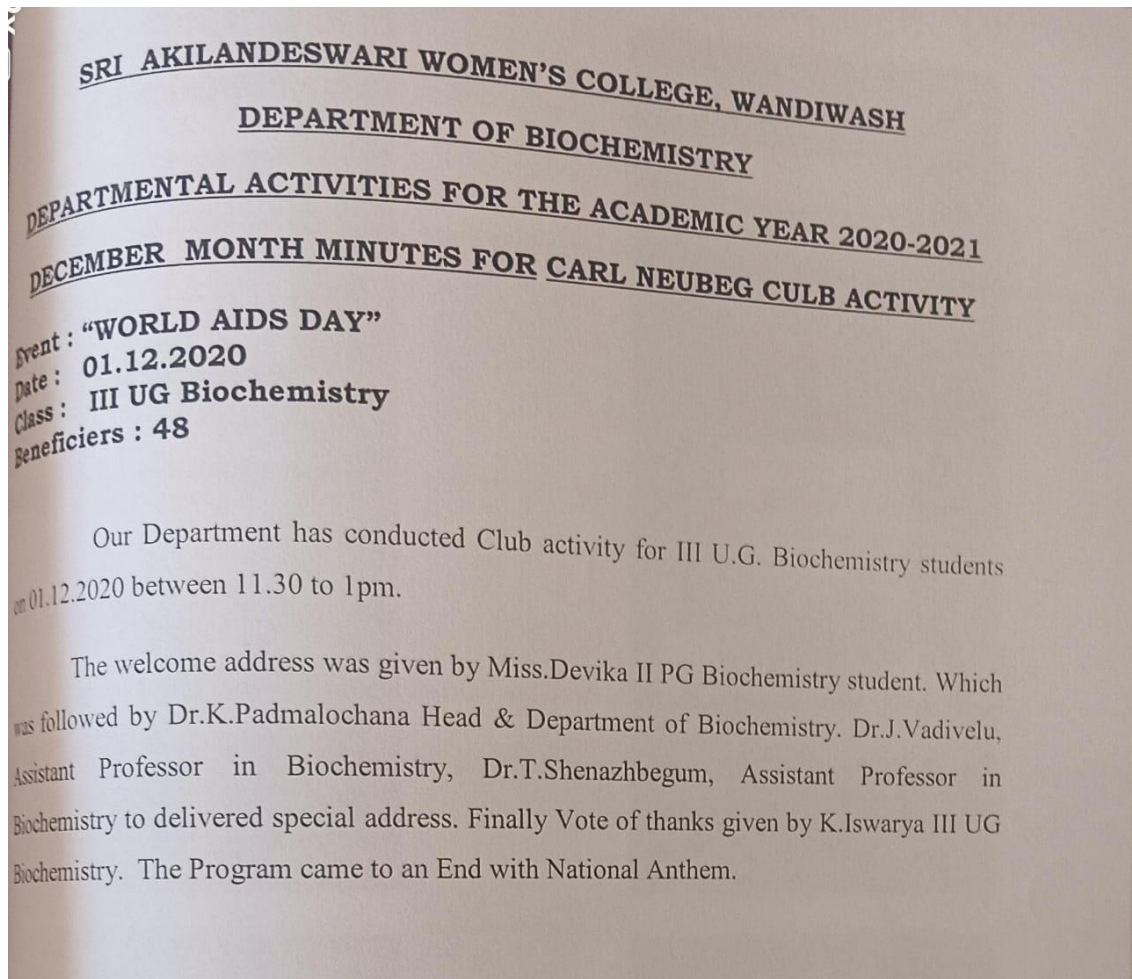 SRI AKILANDESWARI WOMEN'S COLLEGE, WANDIWASH
DEPARTMENT OF BIOCHEMISTRY
DEPARTMENTAL ACTIVITIES FOR THE ACADEMIC YEAR 2020-2021
DECEMBER MONTH MINUTES FOR CARL NEUBEG CULB ACTIVITY
Event : “WORLD AIDS DAY”
Date : 01.12.2020
Class : III UG Biochemistry
Beneficiers : 48
Our Department has conducted Club activity for III U.G. Biochemistry students
on 01.12.2020 between 11.30 to 1pm.
The welcome address was given by Miss.Devika II PG Biochemistry student. Which
was followed by Dr.K.Padmalochana Head & Department of Biochemistry. Dr.J.Vadivelu,
Assistant Professor in Biochemistry, Dr.T.Shenazhbegum, Assistant Professor in
Biochemistry to delivered special address. Finally Vote of thanks given by K.Iswarya III UG
Biochemistry. The Program came to an End with National Anthem.